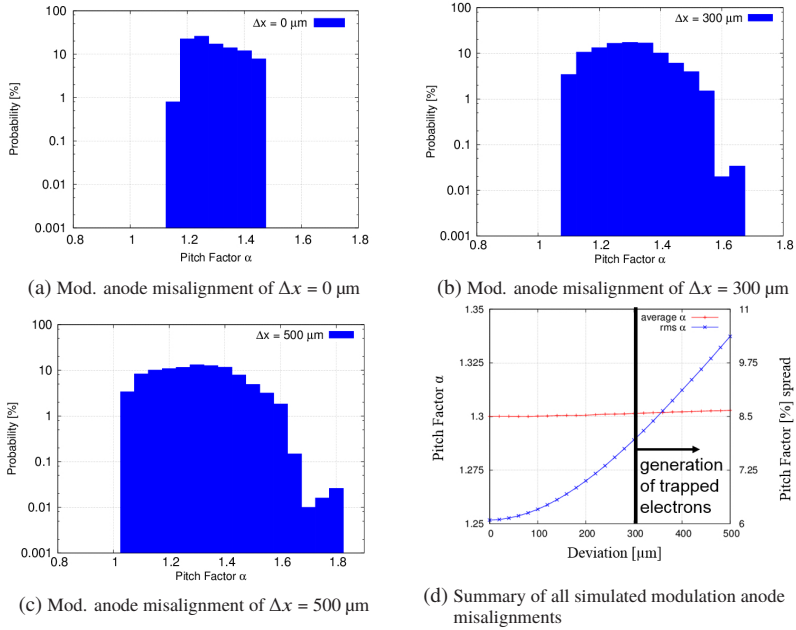 Δx = 0 µm
Probability [%]
100
10
1
0.1
0.01
0.001
0.8 1 1.2 1.4 1.6 1.8
Pitch Factor α
(a) Mod. anode misalignment of Δx = 0 µm
Δx = 300 µm
Probability [%]
100
10
1
0.1
0.01
0.001
0.8 1 1.2 1.4 1.6 1.8
Pitch Factor α
(b) Mod. anode misalignment of Δx = 300 µm
Δx = 500 µm
Probability [%]
100
10
1
0.1
0.01
0.001
0.8 1 1.2 1.4 1.6 1.8
Pitch Factor α
(c) Mod. anode misalignment of Δx = 500 µm
average α
rms α
Pitch Factor α
1.35
1.325
1.3
1.275
1.25
11
9.75
8.5
7.25
6
Pitch Factor [%] spread
generation
of trapped
electrons
0 100 200 300 400 500
Deviation [µm]
(d) Summary of all simulated modulation anode
misalignments